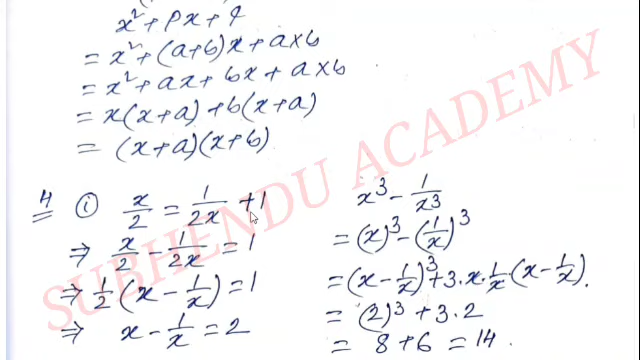 x² + px + q
= x² + (a+b)x + a×b
= x² + ax + bx + a×b
= x(x+a) + b(x+a)
= (x+a)(x+b)
4 (i) x/2 = 1/2x + 1
⇒ x/2 - 1/2x = 1
⇒ 1/2 (x - 1/x) = 1
⇒ x - 1/x = 2
x³ - 1/x³
= (x)³ - (1/x)³
= (x - 1/x)³ + 3·x·1/x (x - 1/x).
= (2)³ + 3·2
= 8 + 6 = 14.
SUBHENDU ACADEMY